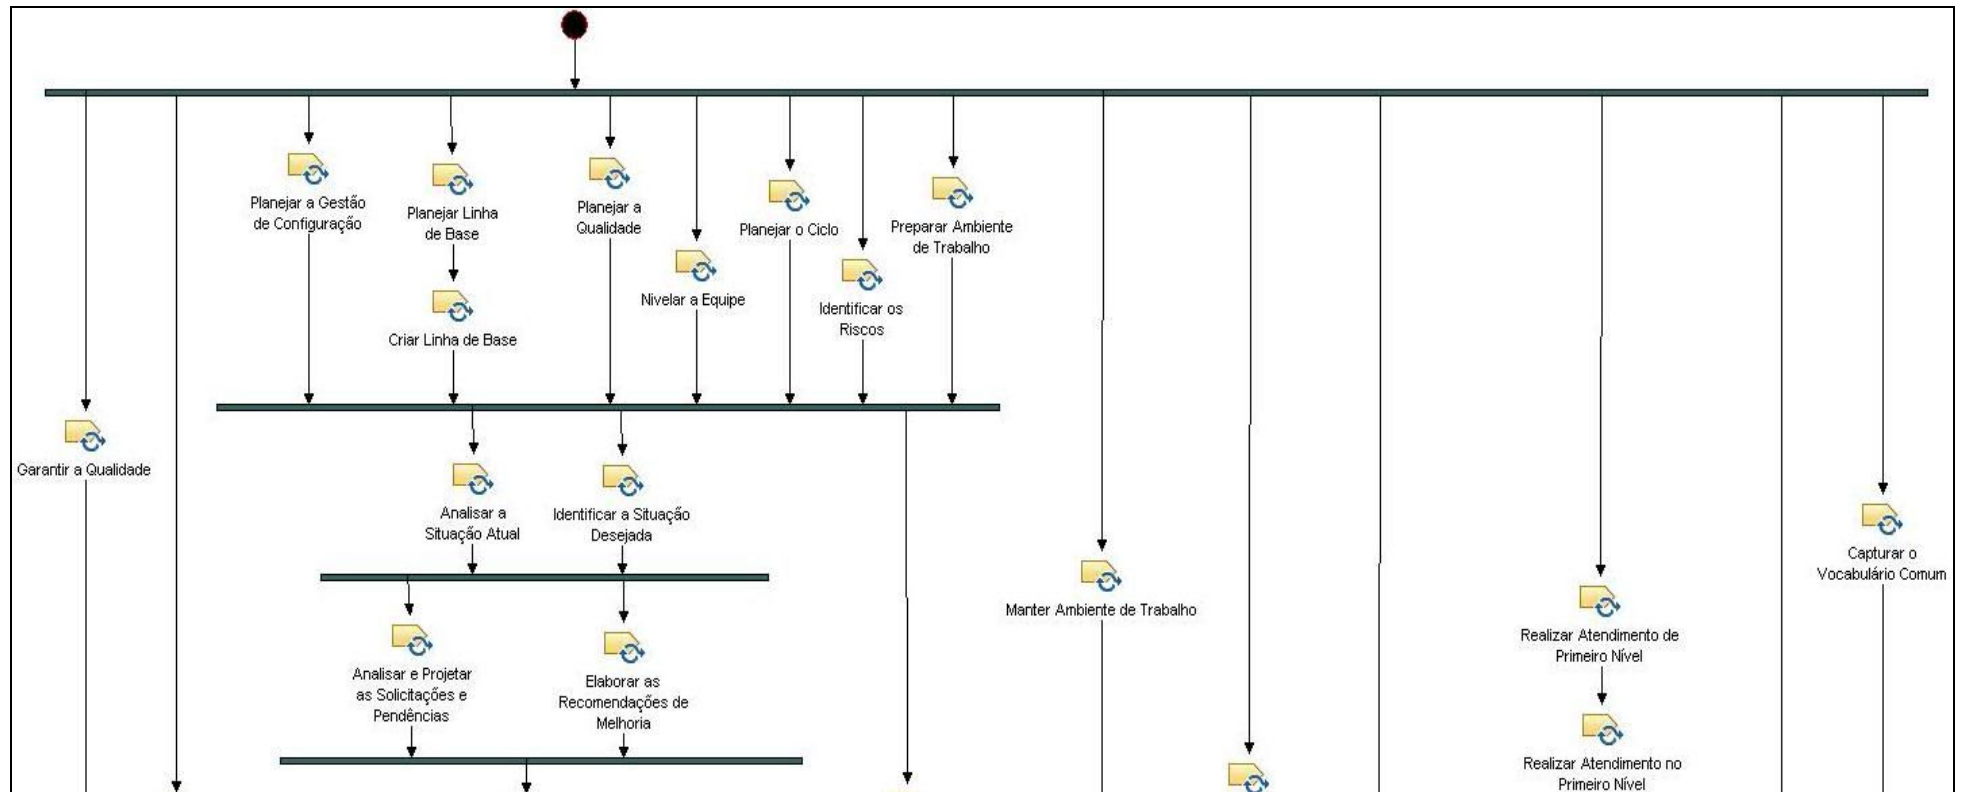 Planejar a Gestão
de Configuração
Planejar Linha
de Base
Planejar a
Qualidade
Planejar o Ciclo
Preparar Ambiente
de Trabalho
Nivelar a Equipe
Identificar os
Riscos
Criar Linha de Base
Garantir a Qualidade
Analisar a
Situação Atual
Identificar a Situação
Desejada
Capturar o
Vocabulário Comum
Manter Ambiente de Trabalho
Realizar Atendimento de
Primeiro Nível
Analisar e Projetar
as Solicitações e
Pendências
Elaborar as
Recomendações de
Melhoria
Realizar Atendimento no
Primeiro Nível